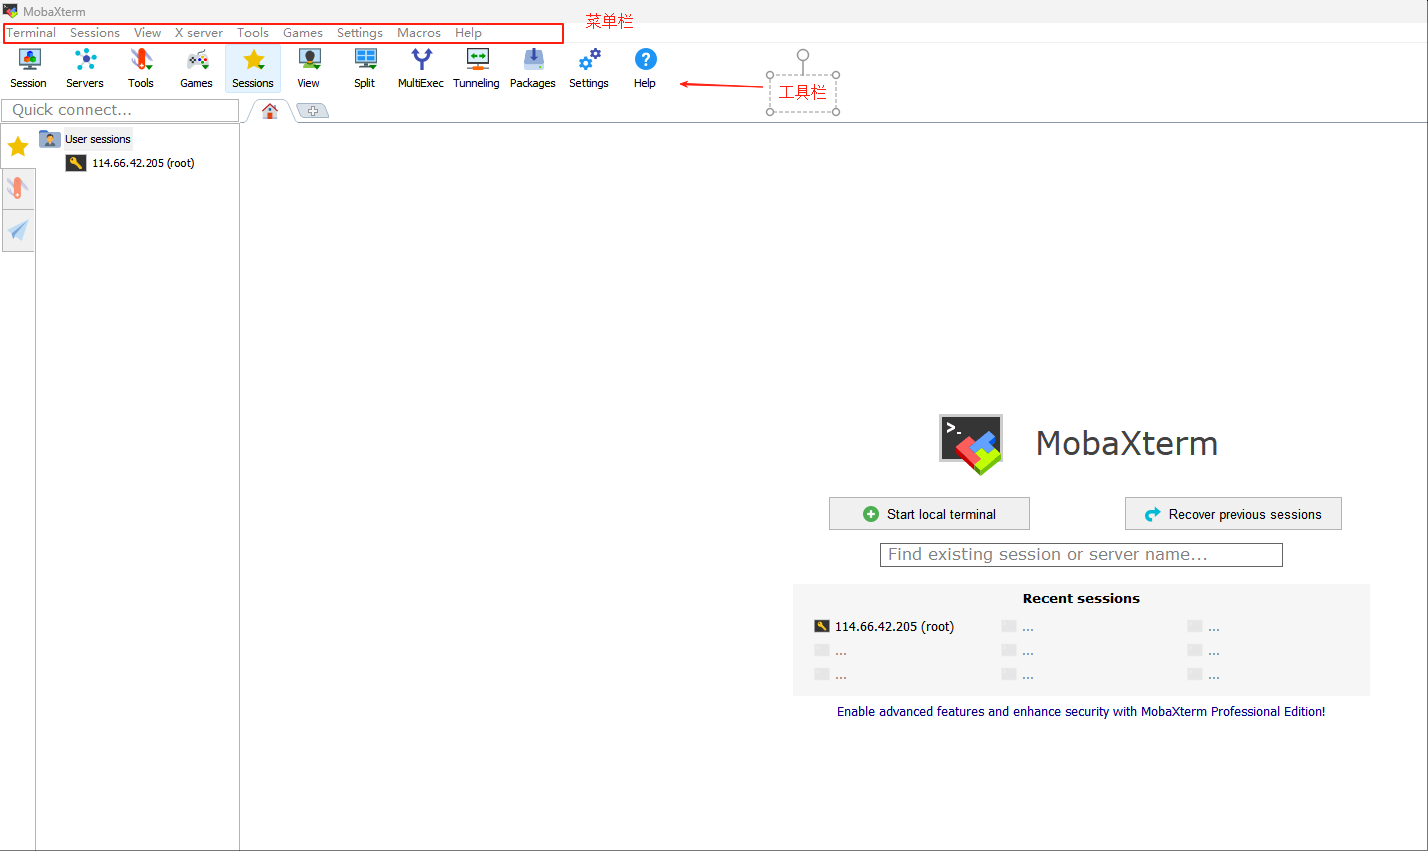 MobaXterm
菜单栏
Terminal Sessions View X server Tools Games Settings Macros Help
Session Servers Tools Games Sessions View Split MultiExec Tunneling Packages Settings Help
工具栏
Quick connect...
User sessions
114.66.42.205 (root)
MobaXterm
Start local terminal
Recover previous sessions
Find existing session or server name...
Recent sessions
114.66.42.205 (root) ... ...
... ... ...
... ... ...
Enable advanced features and enhance security with MobaXterm Professional Edition!